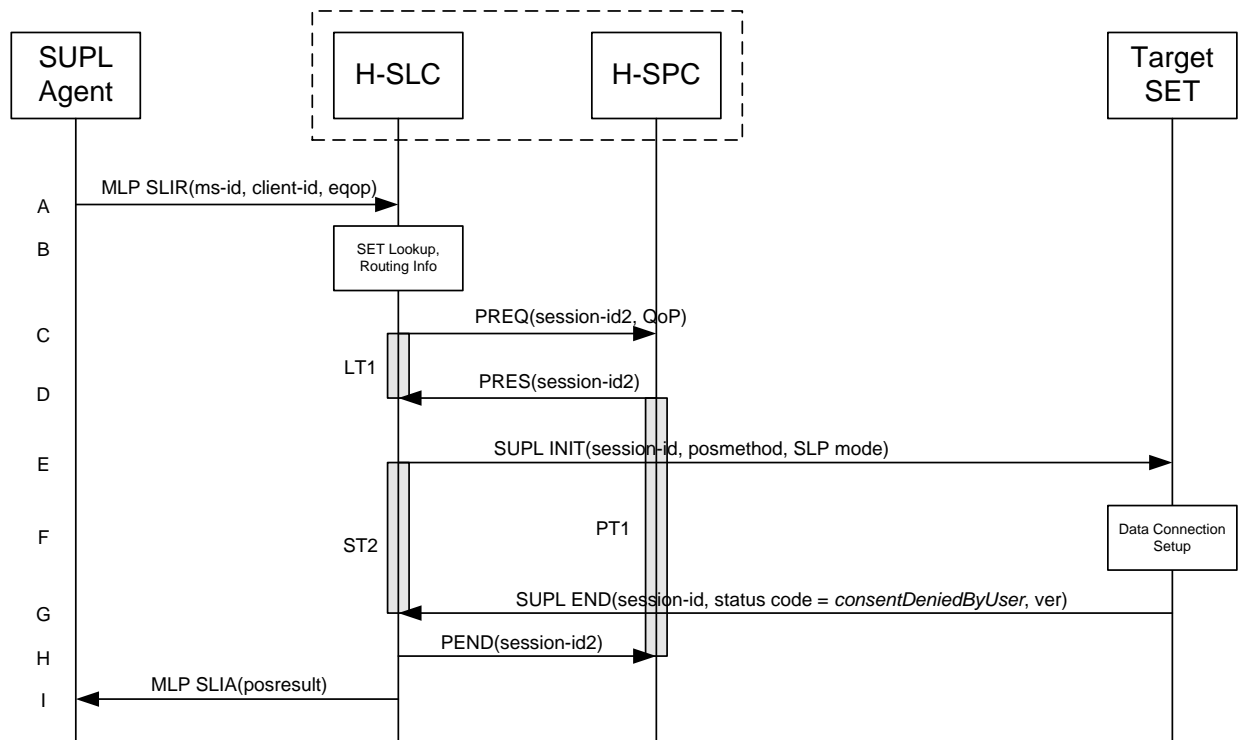 SUPL
Agent
H-SLC
H-SPC
Target
SET
A
MLP SLIR(ms-id, client-id, eqop)
B
SET Lookup,
Routing Info
C
PREQ(session-id2, QoP)
LT1
D
PRES(session-id2)
E
SUPL INIT(session-id, posmethod, SLP mode)
F
ST2
PT1
Data Connection
Setup
G
SUPL END(session-id, status code = consentDeniedByUser, ver)
H
PEND(session-id2)
I
MLP SLIA(posresult)